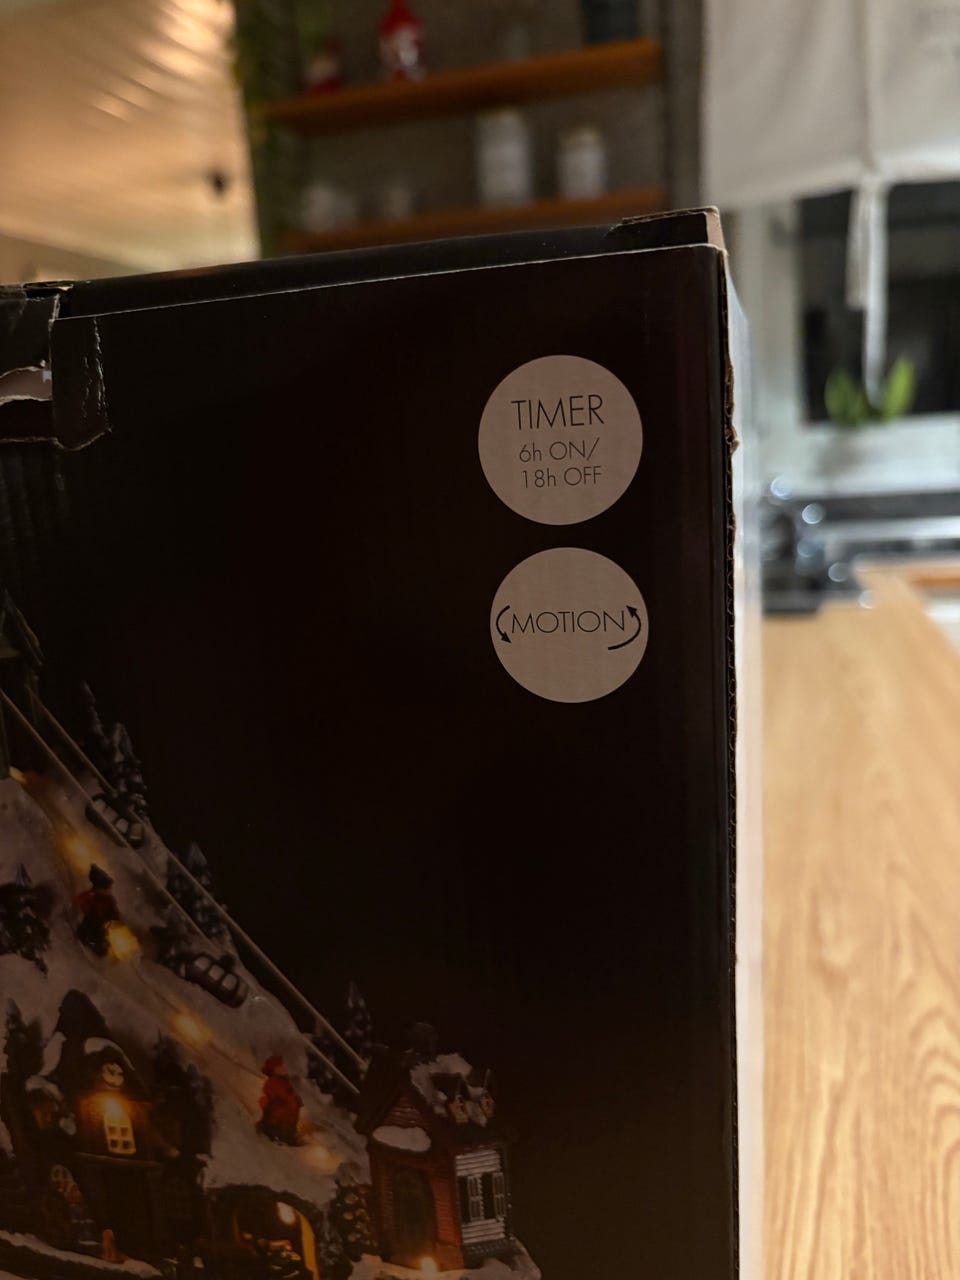 TIMER
6h ON/
18h OFF
MOTION